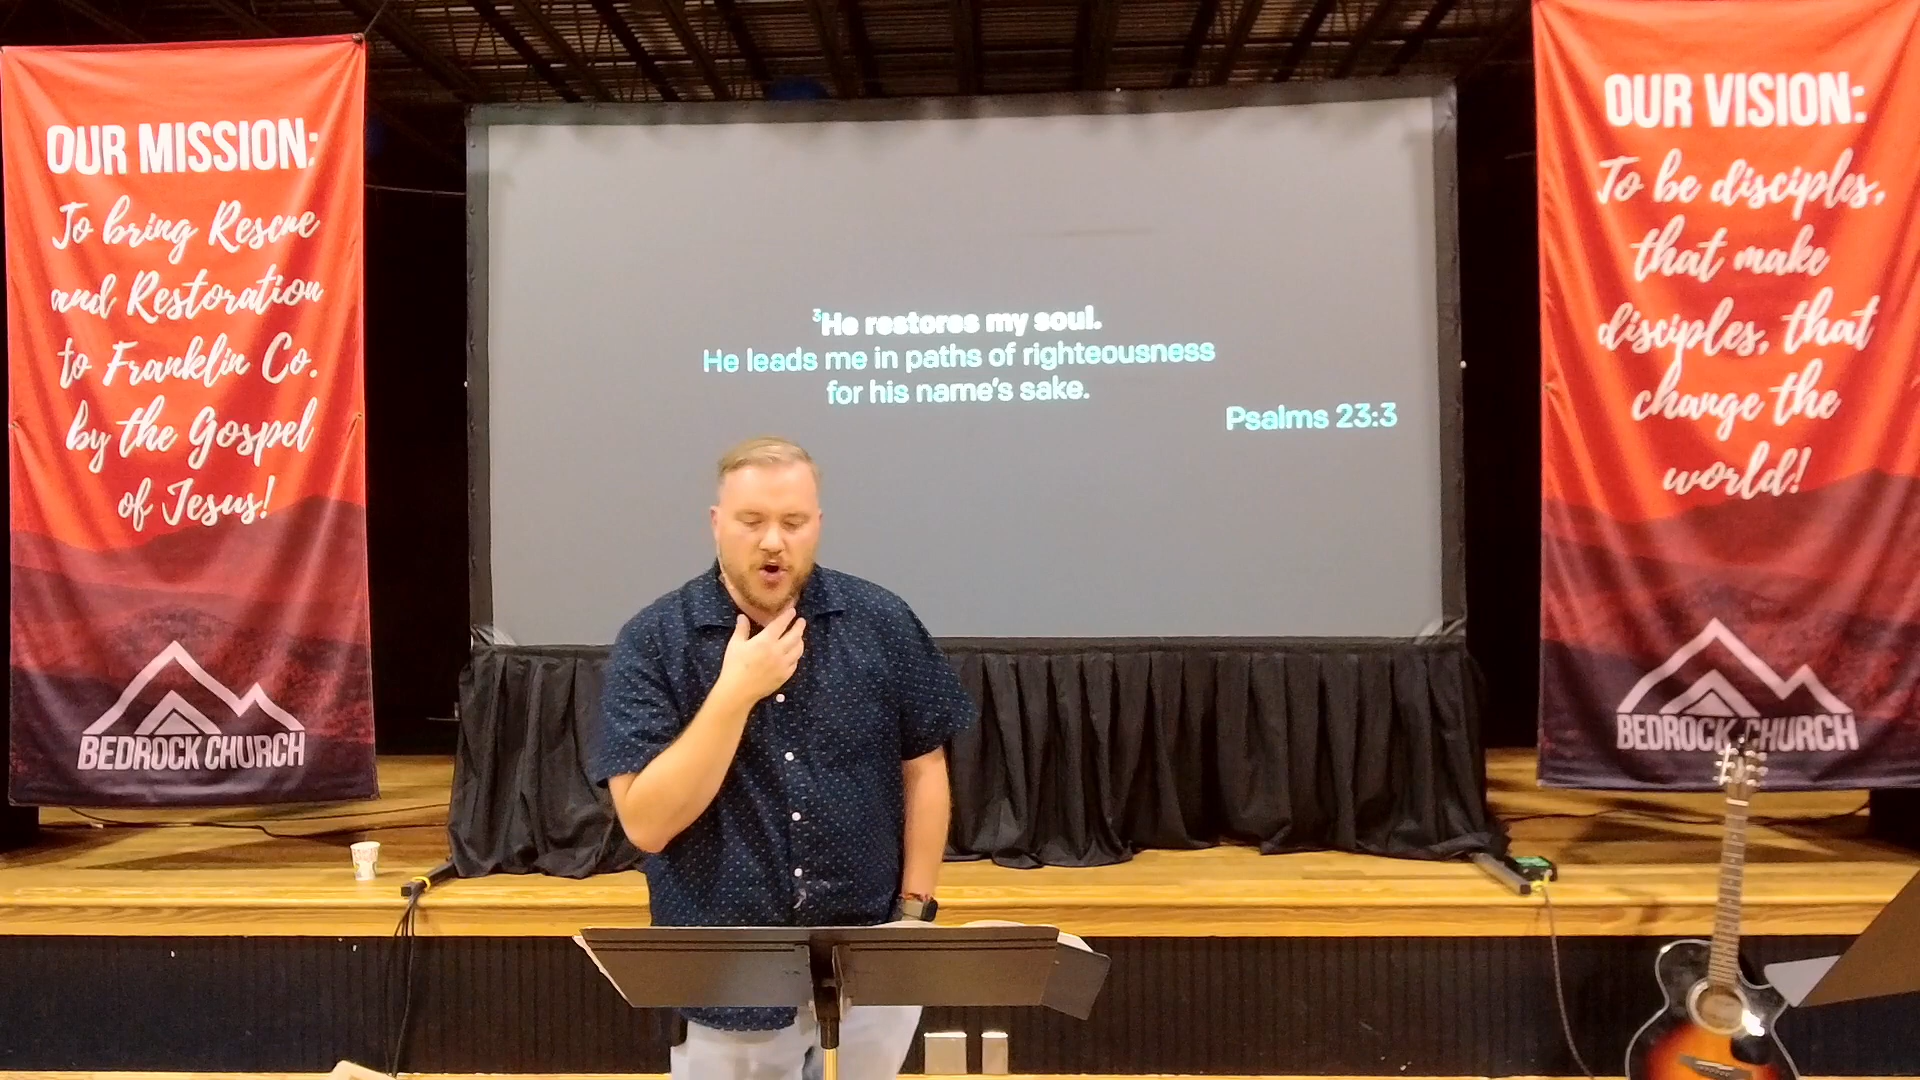 OUR MISSION:
To bring Rescue
and Restoration
to Franklin Co.
by the Gospel
of Jesus!
BEDROCK CHURCH
³He restores my soul.
He leads me in paths of righteousness
for his name's sake.
Psalms 23:3
OUR VISION:
To be disciples,
that make
disciples, that
change the
world!
BEDROCK CHURCH